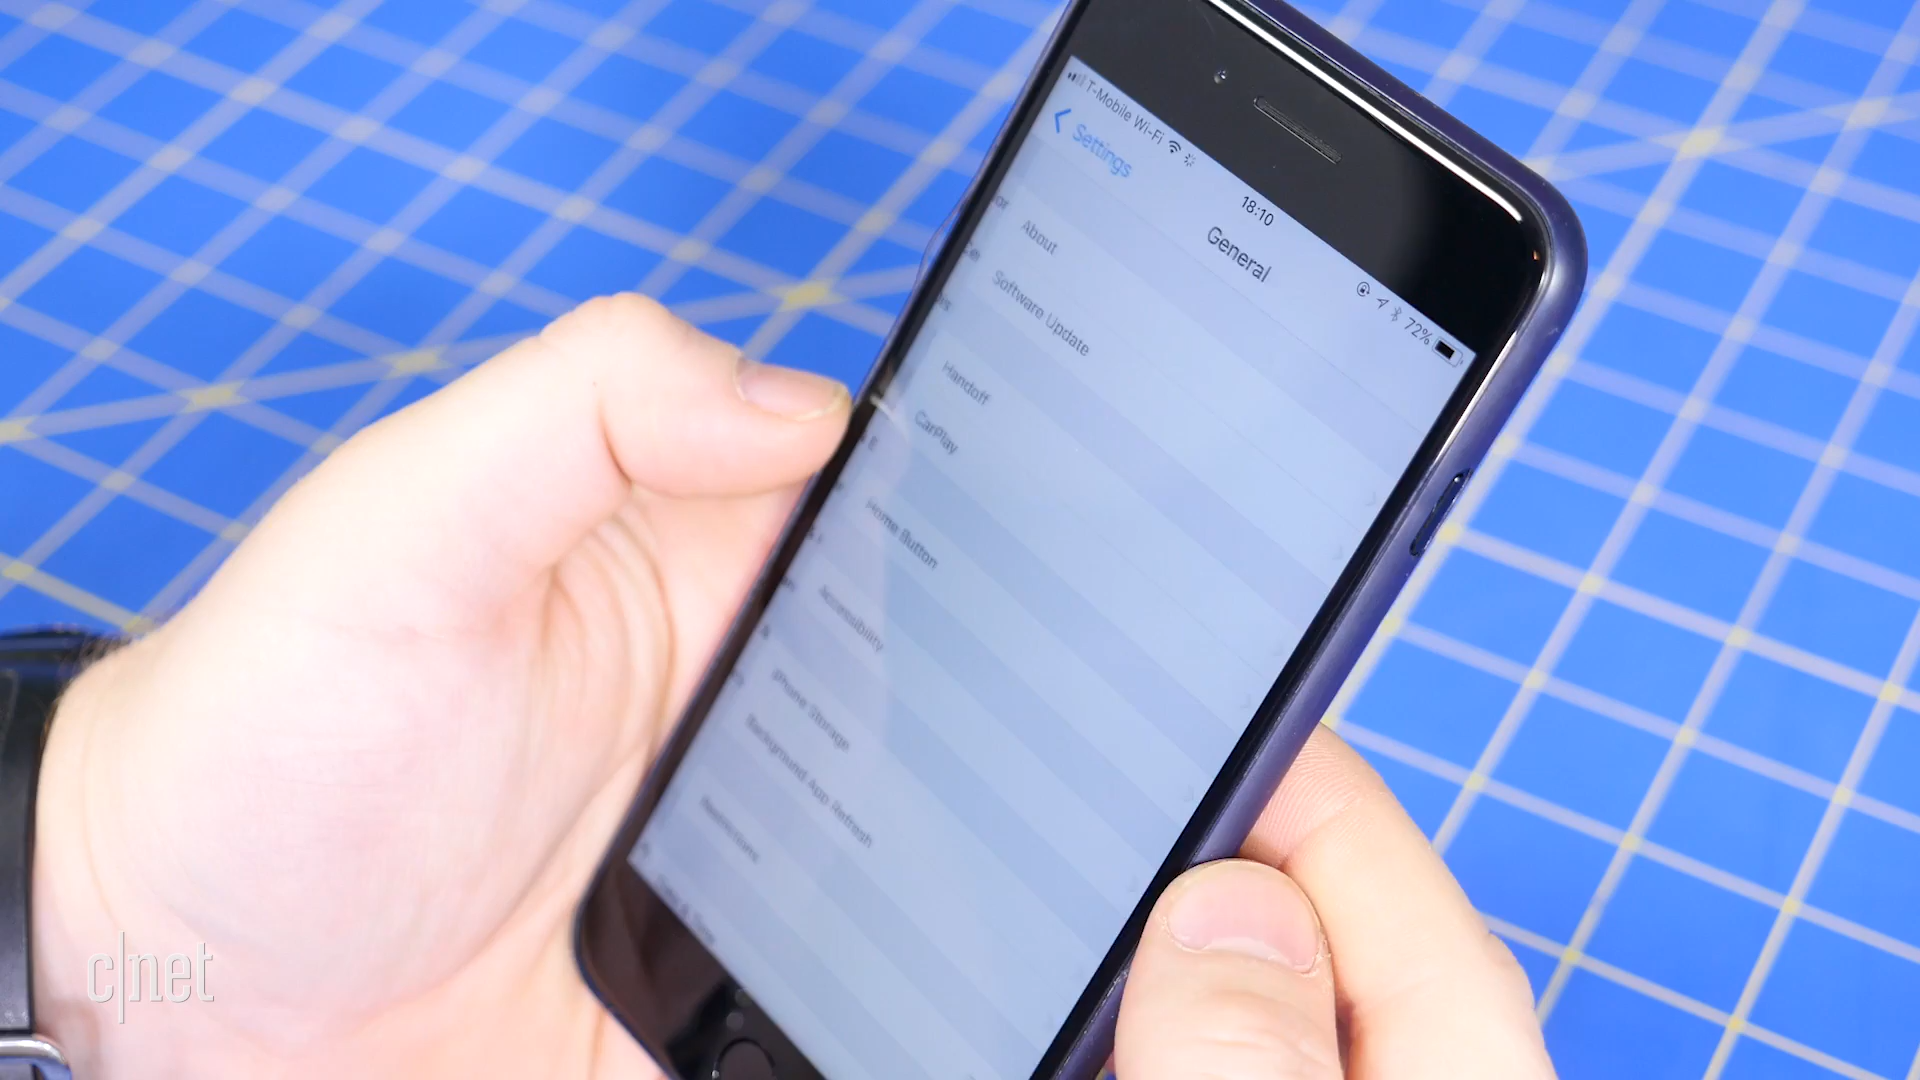 T-Mobile Wi-Fi
18:10
72%
Settings
General
About
Software Update
Handoff
CarPlay
Home Button
Accessibility
iPhone Storage
Background App Refresh
Restrictions
c|net